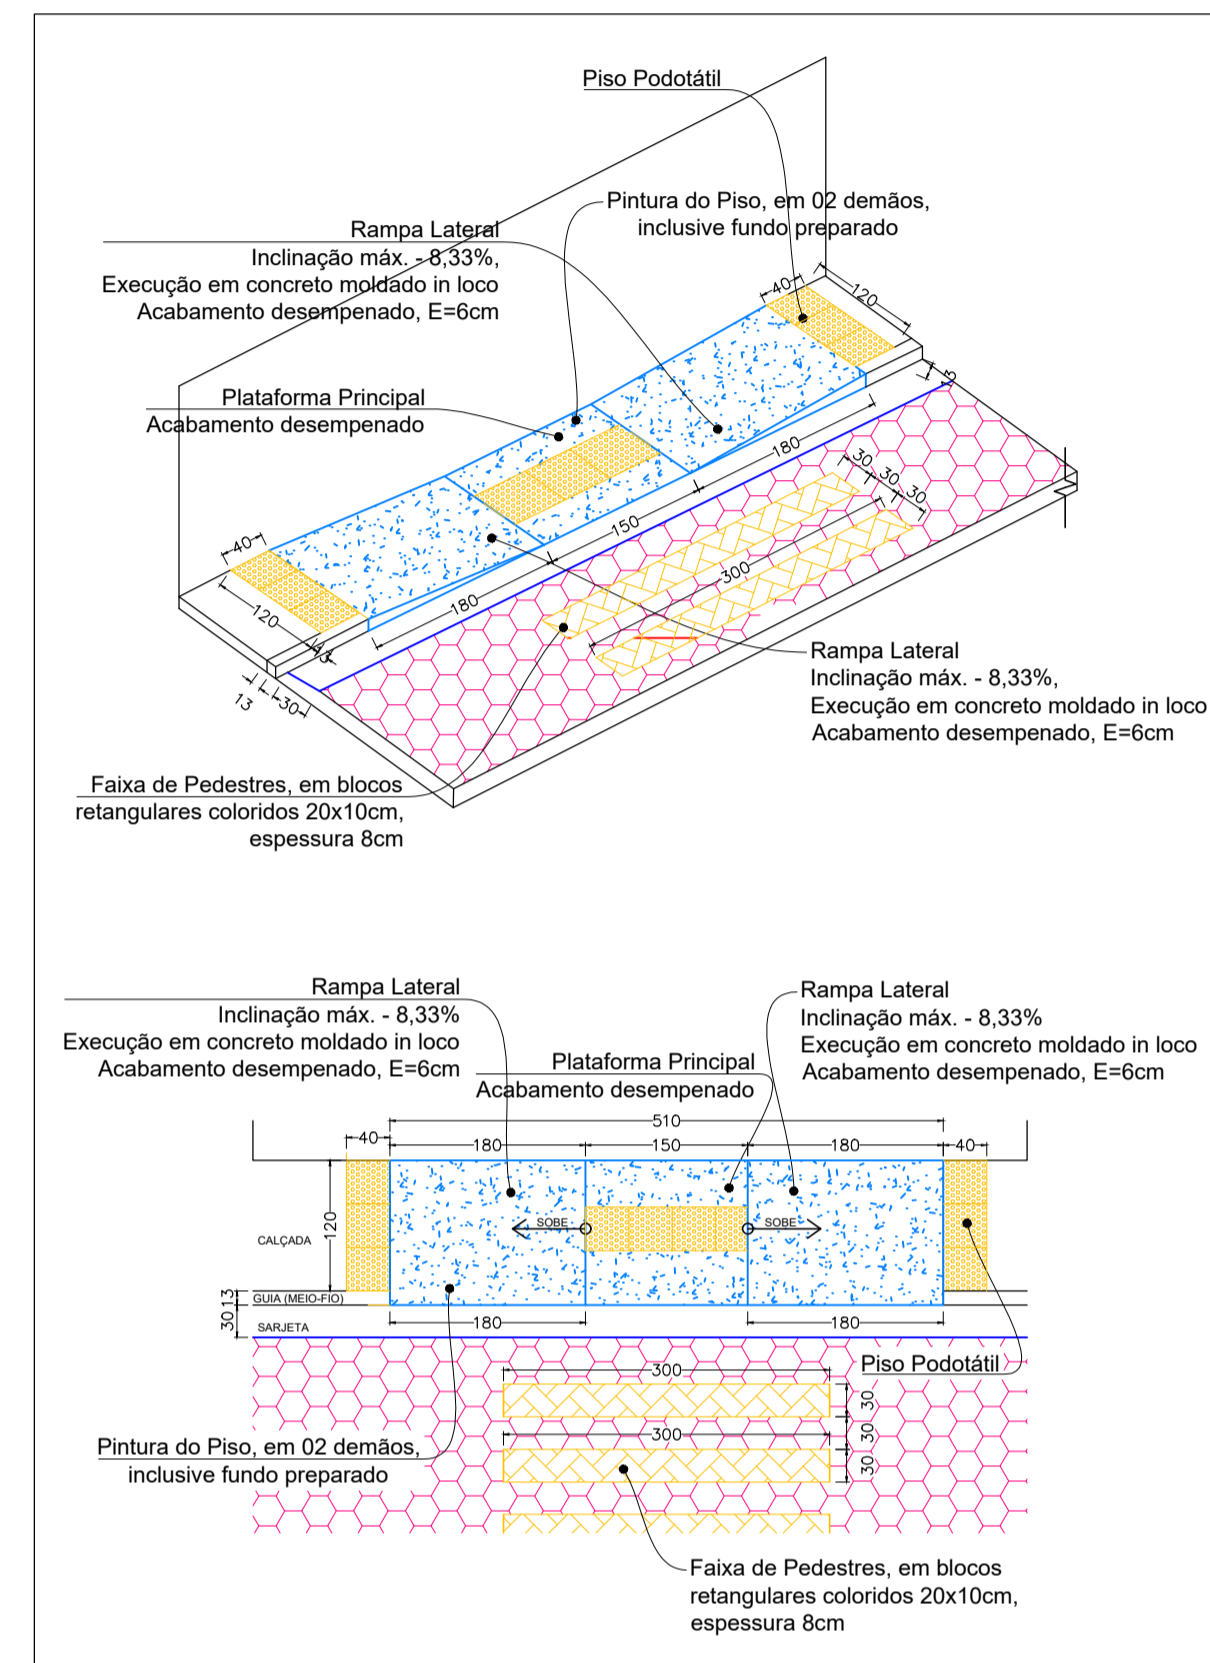 Piso Podotátil
Pintura do Piso, em 02 demãos,
inclusive fundo preparado
Rampa Lateral
Inclinação máx. - 8,33%,
Execução em concreto moldado in loco
Acabamento desempenado, E=6cm
Plataforma Principal
Acabamento desempenado
40
120
13
180
30
30
30
150
300
40
120
180
13
13
30
Rampa Lateral
Inclinação máx. - 8,33%,
Execução em concreto moldado in loco
Acabamento desempenado, E=6cm
Faixa de Pedestres, em blocos
retangulares coloridos 20x10cm,
espessura 8cm
Rampa Lateral
Inclinação máx. - 8,33%
Execução em concreto moldado in loco
Acabamento desempenado, E=6cm
Plataforma Principal
Acabamento desempenado
Rampa Lateral
Inclinação máx. - 8,33%
Execução em concreto moldado in loco
Acabamento desempenado, E=6cm
510
40
180
150
180
40
120
SOBE
SOBE
CALÇADA
13
GUIA (MEIO-FIO)
30
SARJETA
180
180
Piso Podotátil
300
30
30
300
30
Pintura do Piso, em 02 demãos,
inclusive fundo preparado
Faixa de Pedestres, em blocos
retangulares coloridos 20x10cm,
espessura 8cm